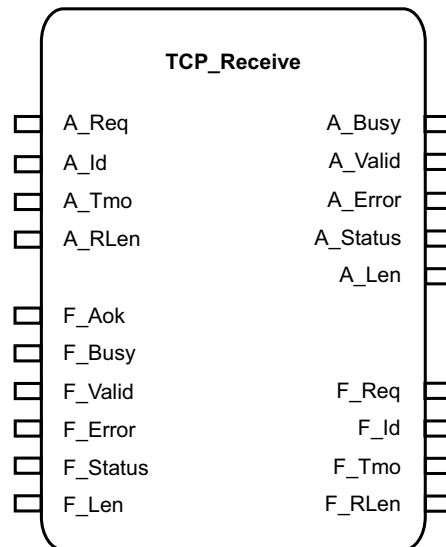 TCP_Receive
A_Req A_Busy
A_Id A_Valid
A_Tmo A_Error
A_RLen A_Status
A_Len
F_Aok
F_Busy
F_Valid F_Req
F_Error F_Id
F_Status F_Tmo
F_Len F_RLen